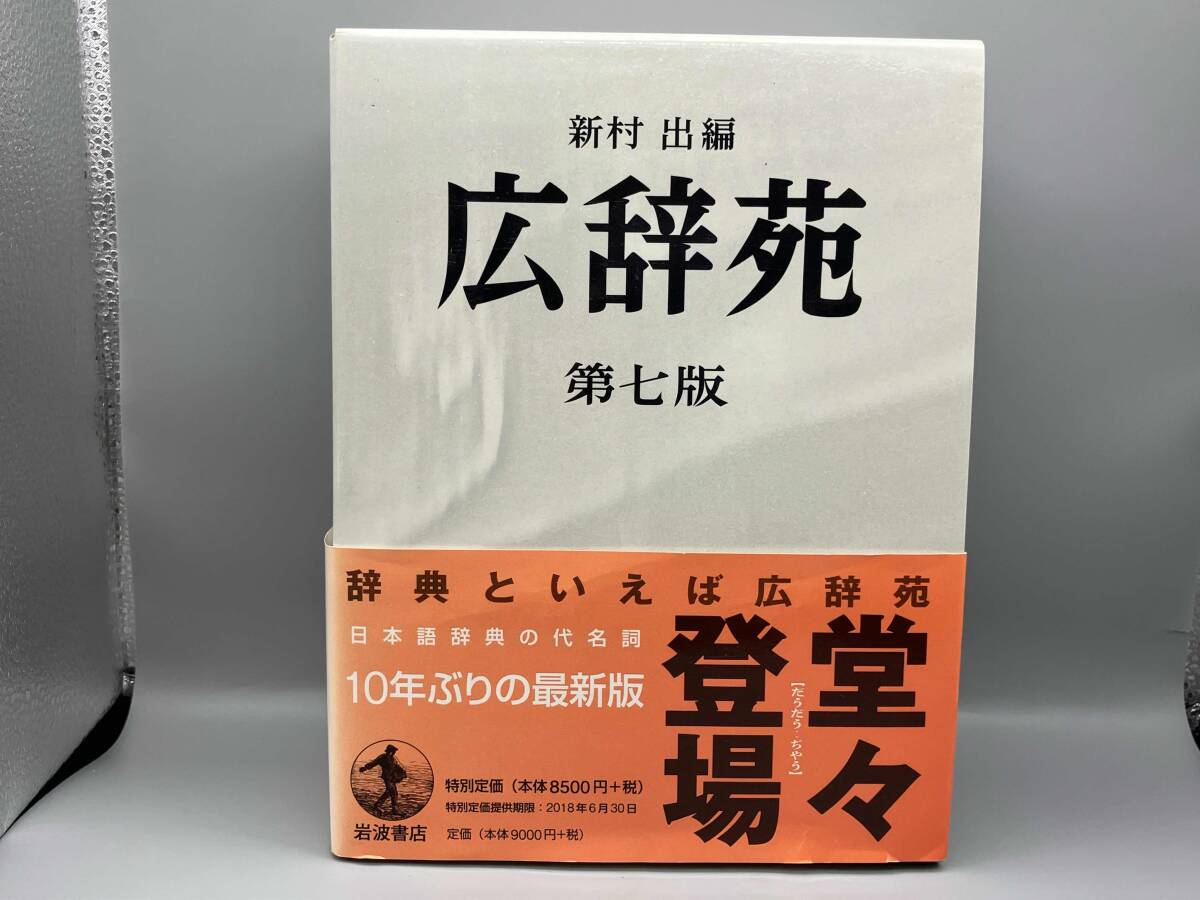 新村 出編
広辞苑
第七版
辞典といえば広辞苑
堂々
登場
【だうだう‥ぢやう】
日本語辞典の代名詞
10年ぶりの最新版
特別定価（本体8500円+税）
特別定価提供期限：2018年6月30日
定価（本体9000円+税）
岩波書店